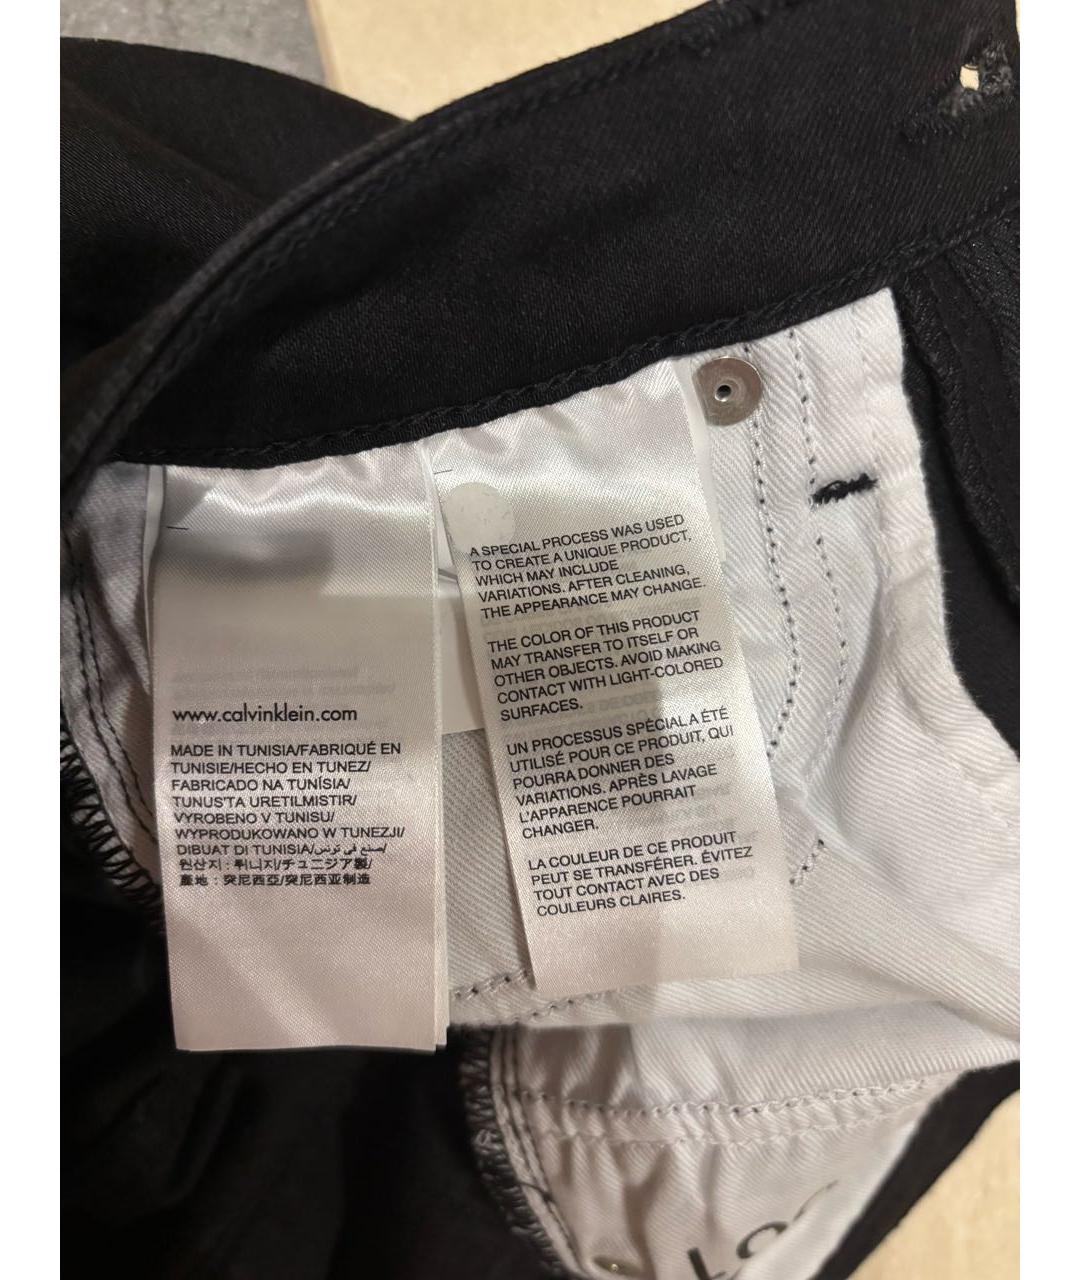 www.calvinklein.com
MADE IN TUNISIA/FABRIQUÉ EN
TUNISIE/HECHO EN TUNEZ/
FABRICADO NA TUNÍSIA/
TUNUS'TA ÜRETILMISTIR/
VYROBENO V TUNISU/
WYPRODUKOWANO W TUNEZJI/
DIBUAT DI TUNISIA/صنع في تونس/
원산지 : 튀니지/チュニジア製/
產地 : 突尼西亞/突尼西亚制造
A SPECIAL PROCESS WAS USED
TO CREATE A UNIQUE PRODUCT,
WHICH MAY INCLUDE
VARIATIONS. AFTER CLEANING,
THE APPEARANCE MAY CHANGE.
THE COLOR OF THIS PRODUCT
MAY TRANSFER TO ITSELF OR
OTHER OBJECTS. AVOID MAKING
CONTACT WITH LIGHT-COLORED
SURFACES.
UN PROCESSUS SPÉCIAL A ÉTÉ
UTILISÉ POUR CE PRODUIT, QUI
POURRA DONNER DES
VARIATIONS. APRÈS LAVAGE
L'APPARENCE POURRAIT
CHANGER.
LA COULEUR DE CE PRODUIT
PEUT SE TRANSFÉRER. ÉVITEZ
TOUT CONTACT AVEC DES
COULEURS CLAIRES.